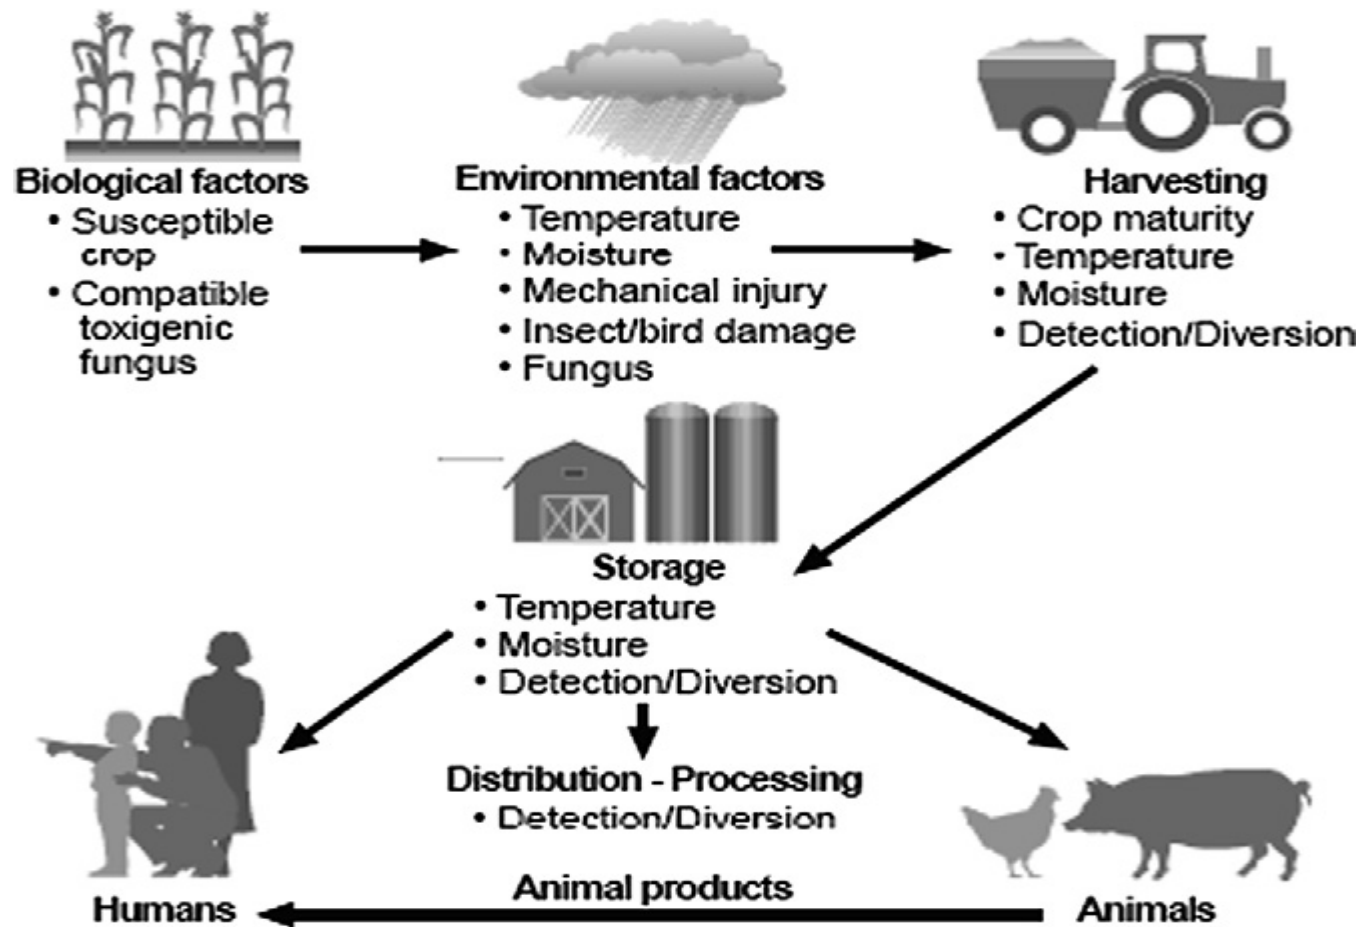 Biological factors
• Susceptible
crop
• Compatible
toxigenic
fungus
Environmental factors
• Temperature
• Moisture
• Mechanical injury
• Insect/bird damage
• Fungus
Harvesting
• Crop maturity
• Temperature
• Moisture
• Detection/Diversion
Storage
• Temperature
• Moisture
• Detection/Diversion
Distribution - Processing
• Detection/Diversion
Animal products
Humans
Animals